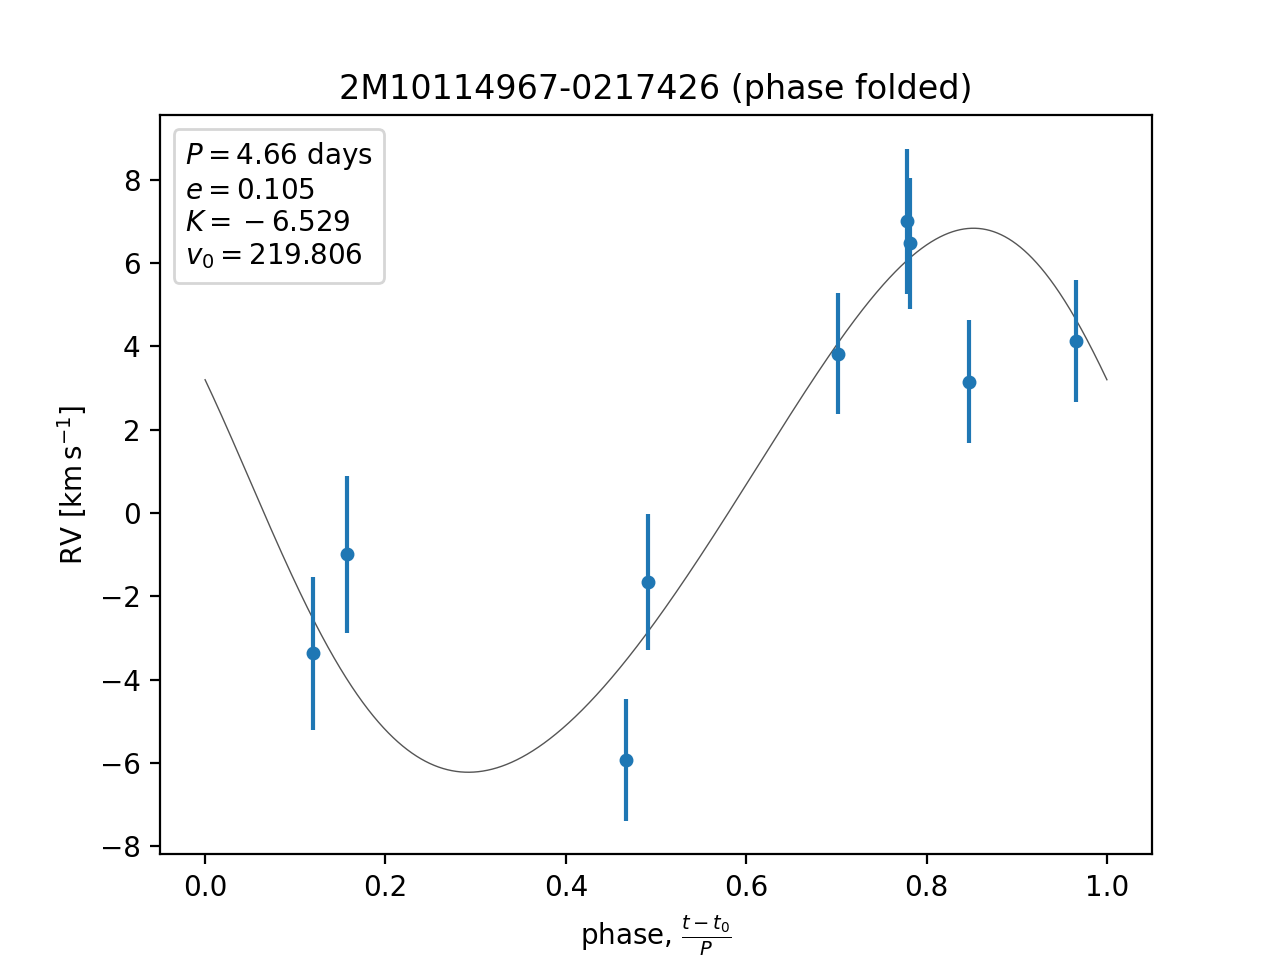 2M10114967-0217426 (phase folded)
P = 4.66 days
e = 0.105
K = −6.529
v₀ = 219.806
8
6
4
2
0
−2
−4
−6
−8
RV [km s⁻¹]
0.0 0.2 0.4 0.6 0.8 1.0
phase, (t − t₀)/P